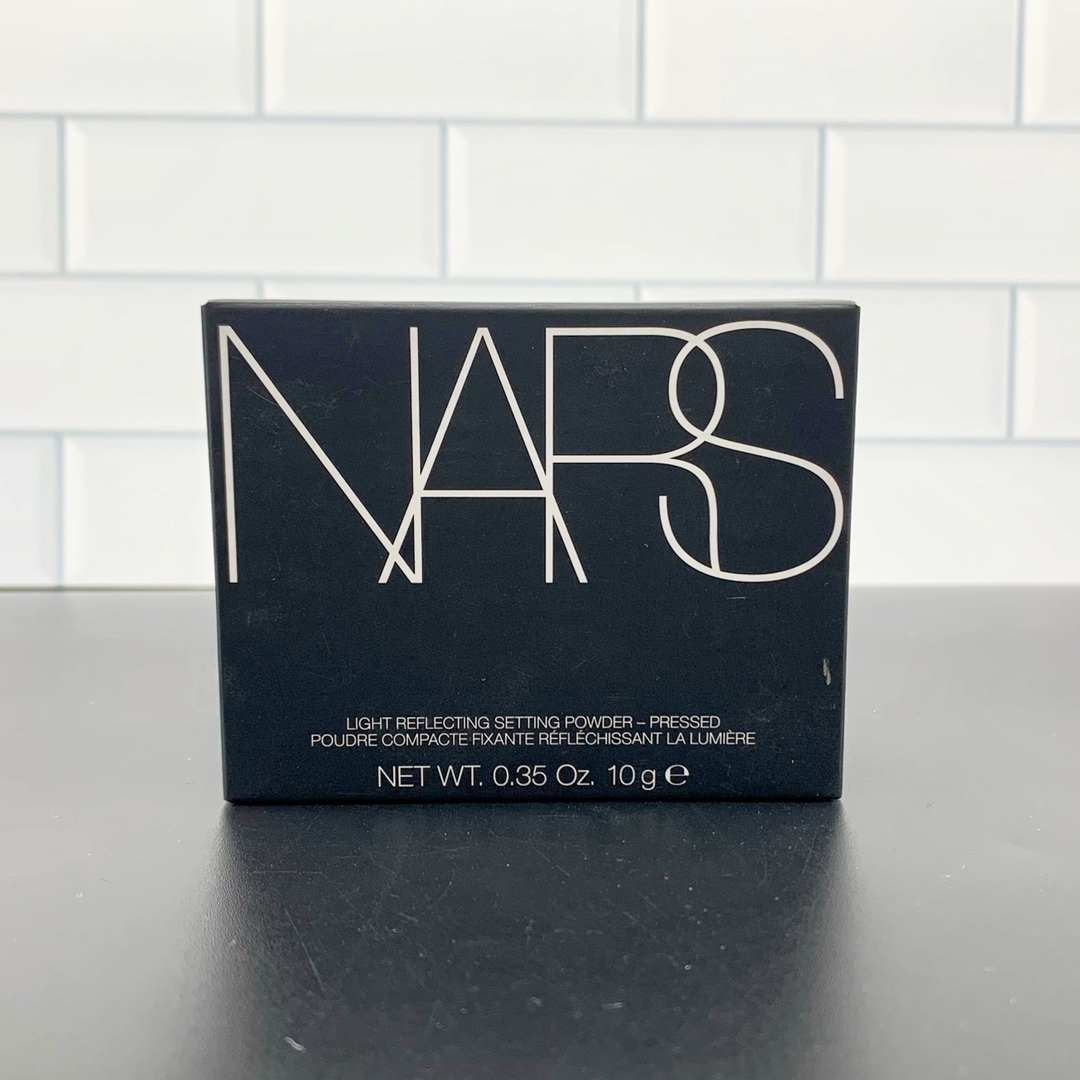 NARS
LIGHT REFLECTING SETTING POWDER – PRESSED
POUDRE COMPACTE FIXANTE RÉFLÉCHISSANT LA LUMIÈRE
NET WT. 0.35 Oz. 10 g ℮